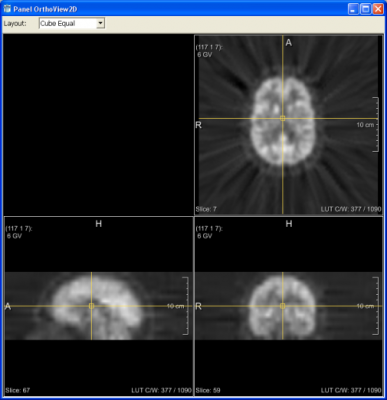 Panel OrthoView2D
Layout: Cube Equal
A
(117 1 7):
6 GV
R
10 cm
Slice: 7 LUT C/W: 377 / 1090
H
(117 1 7):
6 GV
A
10 cm
Slice: 67 LUT C/W: 377 / 1090
H
(117 1 7):
6 GV
R
10 cm
Slice: 59 LUT C/W: 377 / 1090